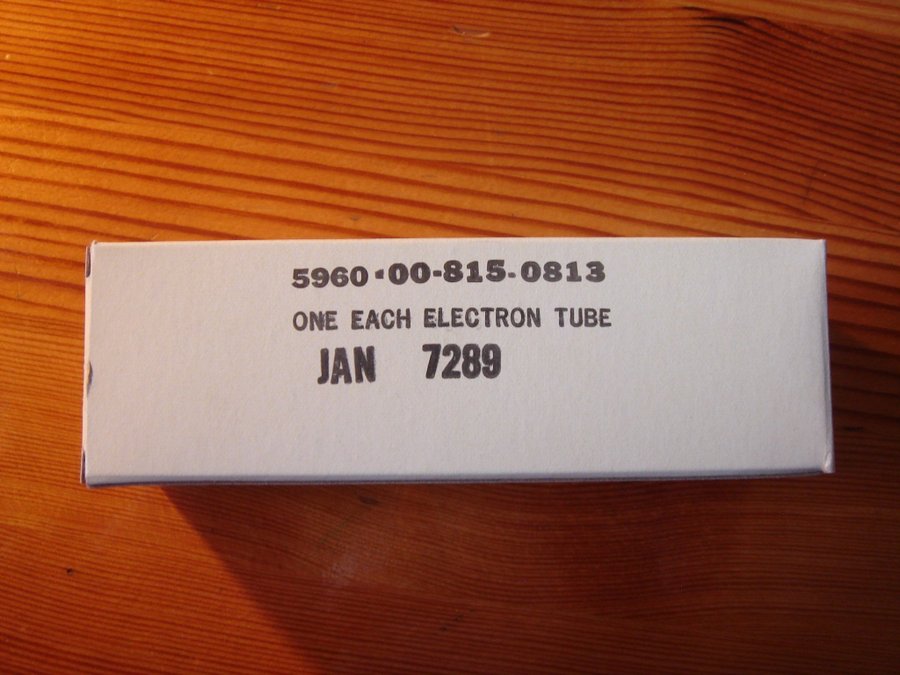 5960-00-815-0813
ONE EACH ELECTRON TUBE
JAN 7289